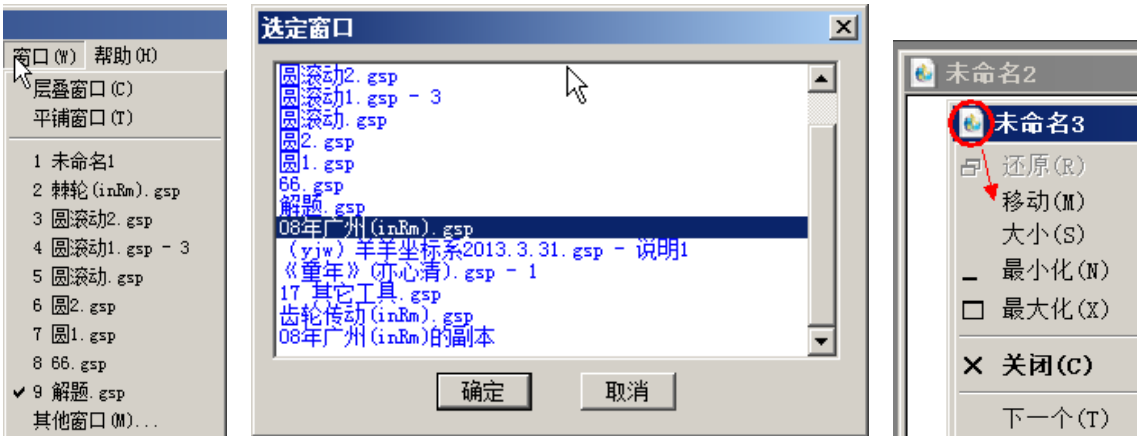 窗口(W) 帮助(H)
层叠窗口(C)
平铺窗口(T)
1 未命名1
2 棘轮(inRm).gsp
3 圆滚动2.gsp
4 圆滚动1.gsp - 3
5 圆滚动.gsp
6 圆2.gsp
7 圆1.gsp
8 66.gsp
9 解题.gsp
其他窗口(M)...
选定窗口
圆滚动2.gsp
圆滚动1.gsp - 3
圆滚动.gsp
圆2.gsp
圆1.gsp
66.gsp
解题.gsp
08年广州(inRm).gsp
(yjw)羊羊坐标系2013.3.31.gsp - 说明1
《童年》(亦心清).gsp - 1
17 其它工具.gsp
齿轮传动(inRm).gsp
08年广州(inRm)的副本
确定 取消
未命名2
未命名3
还原(R)
移动(M)
大小(S)
最小化(N)
最大化(X)
关闭(C)
下一个(T)